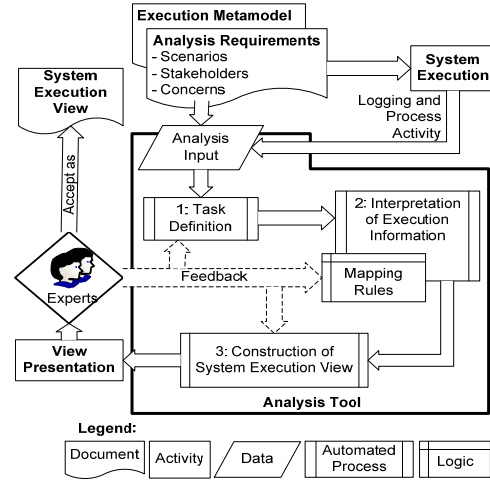 Execution Metamodel
Analysis Requirements
- Scenarios
- Stakeholders
- Concerns
System
Execution
System
Execution
View
Logging and
Process
Activity
Analysis
Input
Accept as
1: Task
Definition
2: Interpretation
of Execution
Information
Feedback
Mapping
Rules
Experts
View
Presentation
3: Construction of
System Execution View
Analysis Tool
Legend:
Document
Activity
Data
Automated
Process
Logic